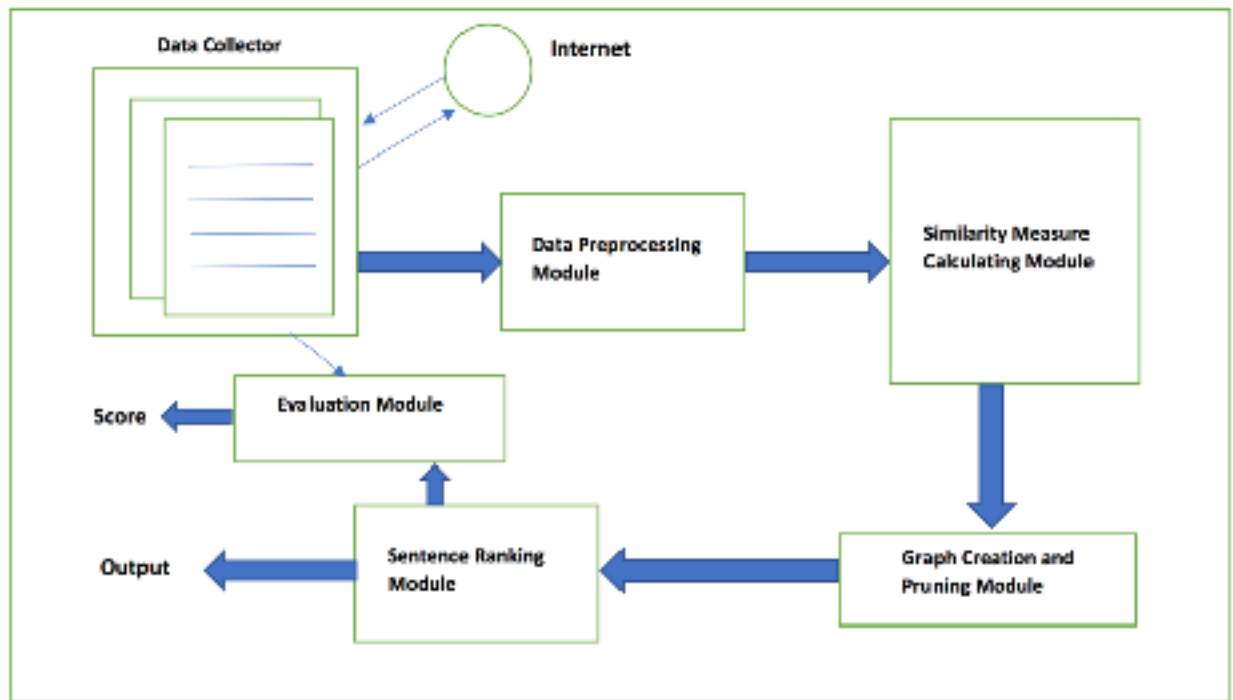 Data Collector
Internet
Data Preprocessing
Module
Similarity Measure
Calculating Module
Evaluation Module
Score
Sentence Ranking
Module
Output
Graph Creation and
Pruning Module